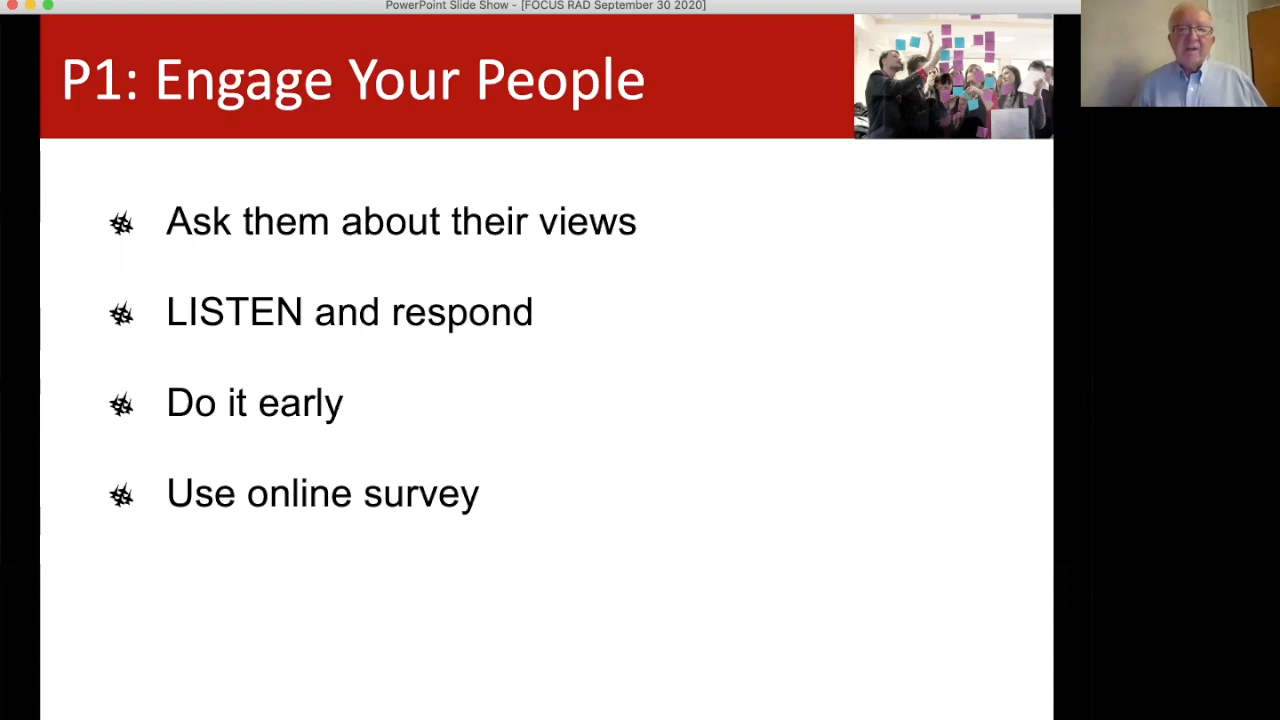 PowerPoint Slide Show - [FOCUS RAD September 30 2020]
P1: Engage Your People
Ask them about their views
LISTEN and respond
Do it early
Use online survey